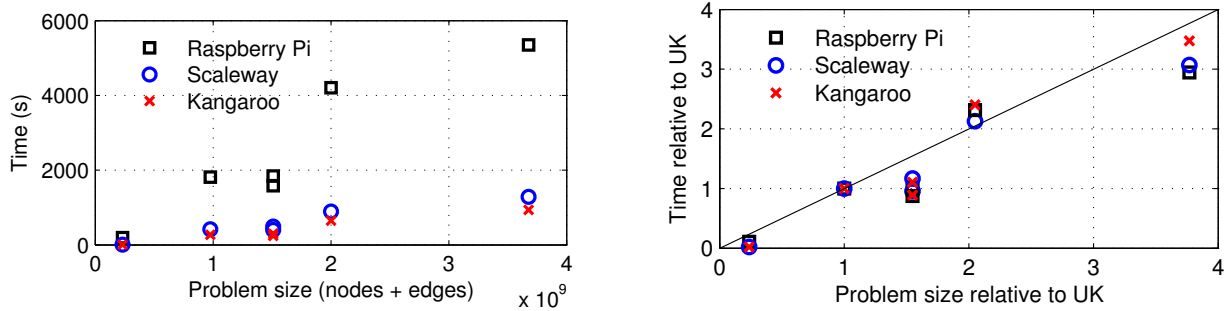 6000
4000
2000
0
Time (s)
Raspberry Pi
Scaleway
Kangaroo
0 1 2 3 4
Problem size (nodes + edges) x 10^9
4
3
2
1
0
Time relative to UK
Raspberry Pi
Scaleway
Kangaroo
0 1 2 3 4
Problem size relative to UK